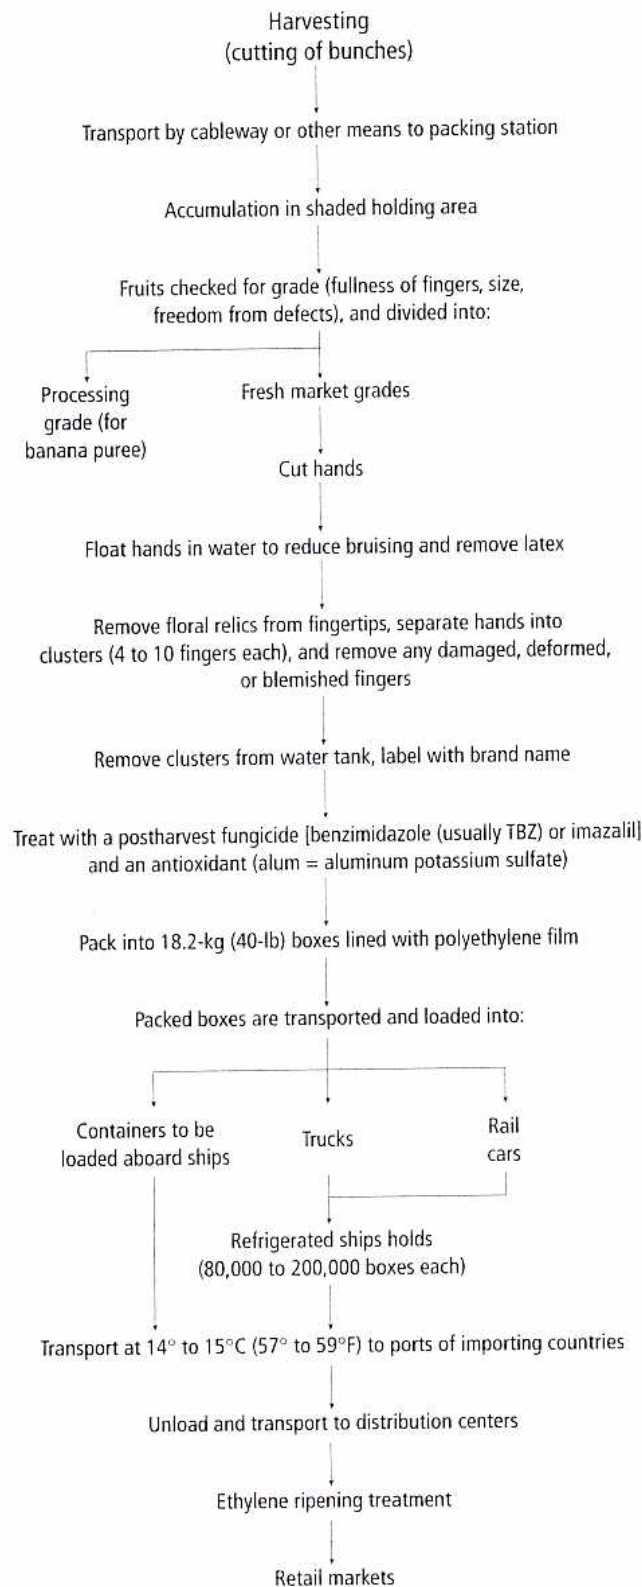 Harvesting
(cutting of bunches)
Transport by cableway or other means to packing station
Accumulation in shaded holding area
Fruits checked for grade (fullness of fingers, size,
freedom from defects), and divided into:
Processing
grade (for
banana puree)
Fresh market grades
Cut hands
Float hands in water to reduce bruising and remove latex
Remove floral relics from fingertips, separate hands into
clusters (4 to 10 fingers each), and remove any damaged, deformed,
or blemished fingers
Remove clusters from water tank, label with brand name
Treat with a postharvest fungicide [benzimidazole (usually TBZ) or imazalil]
and an antioxidant (alum = aluminum potassium sulfate)
Pack into 18.2-kg (40-lb) boxes lined with polyethylene film
Packed boxes are transported and loaded into:
Containers to be
loaded aboard ships
Trucks
Rail
cars
Refrigerated ships holds
(80,000 to 200,000 boxes each)
Transport at 14° to 15°C (57° to 59°F) to ports of importing countries
Unload and transport to distribution centers
Ethylene ripening treatment
Retail markets